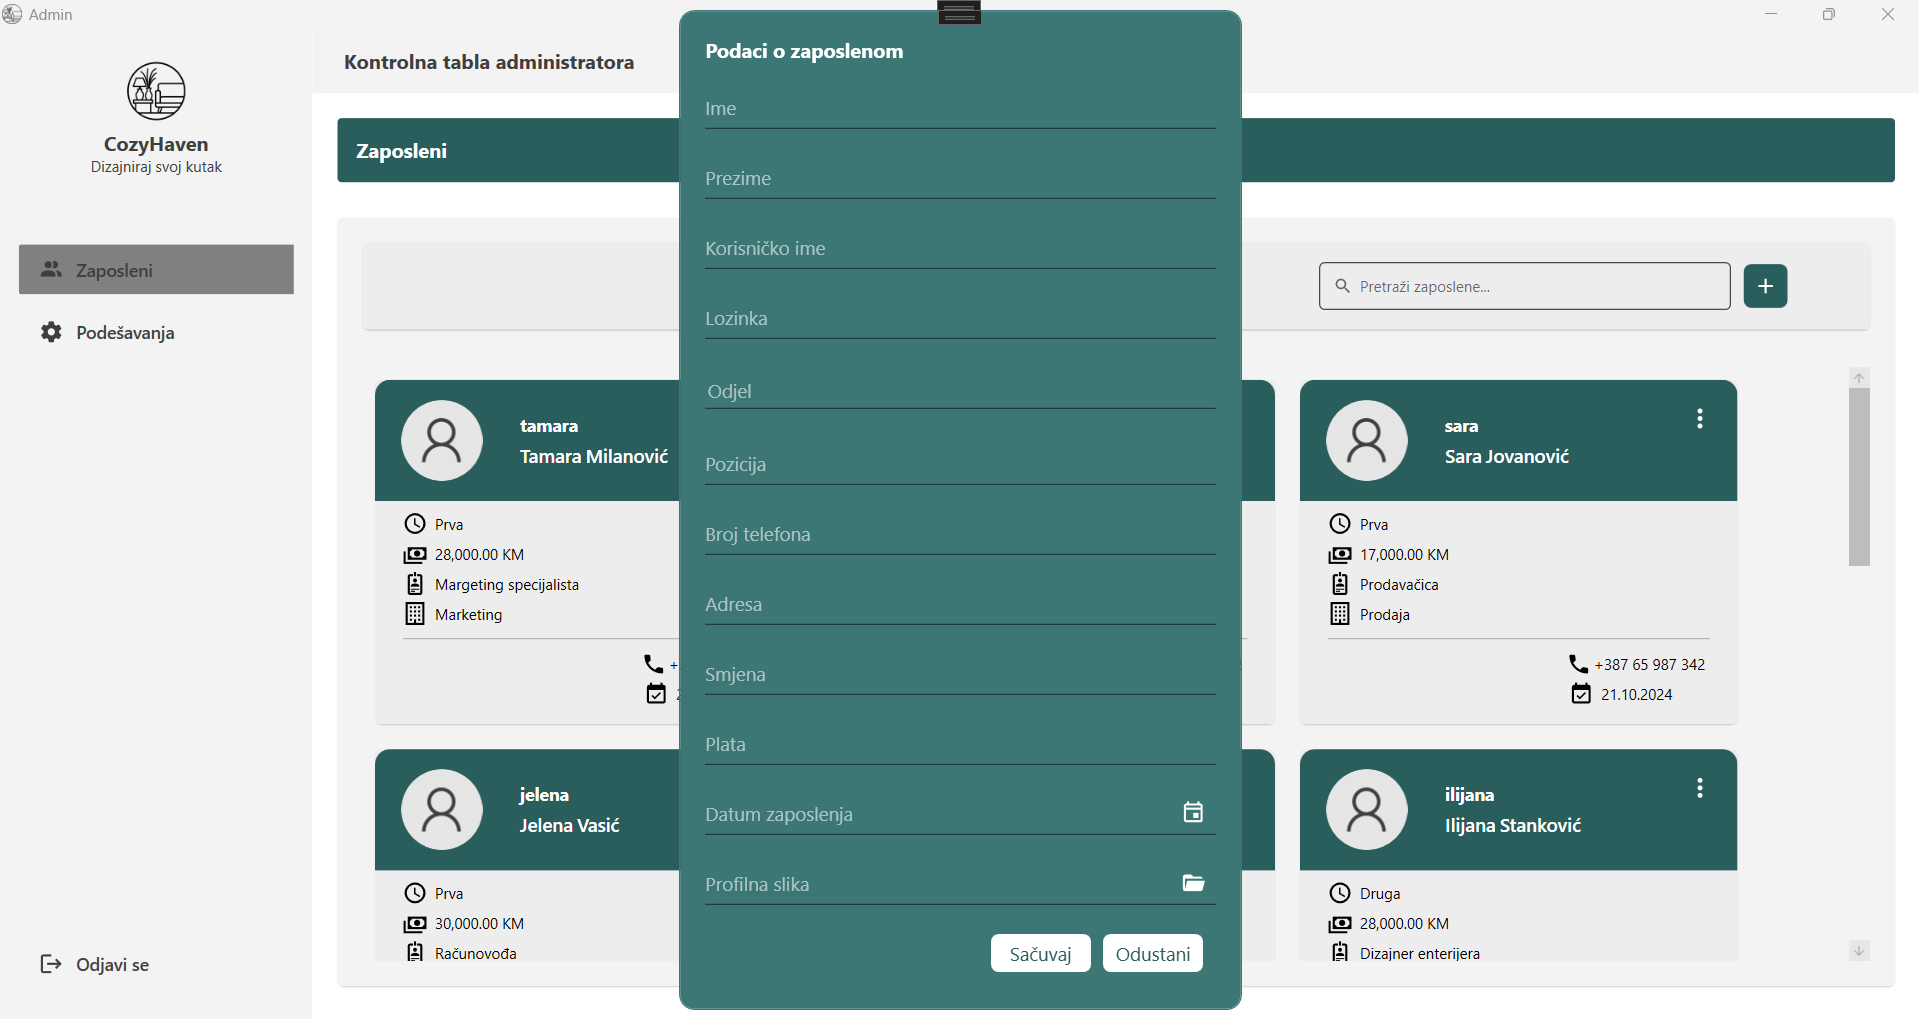 Admin
CozyHaven
Dizajniraj svoj kutak
Zaposleni
Podešavanja
Odjavi se
Kontrolna tabla administratora
Zaposleni
Pretraži zaposlene...
+
tamara
Tamara Milanović
Prva
28,000.00 KM
Margeting specijalista
Marketing
+
sara
Sara Jovanović
Prva
17,000.00 KM
Prodavačica
Prodaja
+387 65 987 342
21.10.2024
jelena
Jelena Vasić
Prva
30,000.00 KM
Računovođa
ilijana
Ilijana Stanković
Druga
28,000.00 KM
Dizajner enterijera
Podaci o zaposlenom
Ime
Prezime
Korisničko ime
Lozinka
Odjel
Pozicija
Broj telefona
Adresa
Smjena
Plata
Datum zaposlenja
Profilna slika
Sačuvaj
Odustani